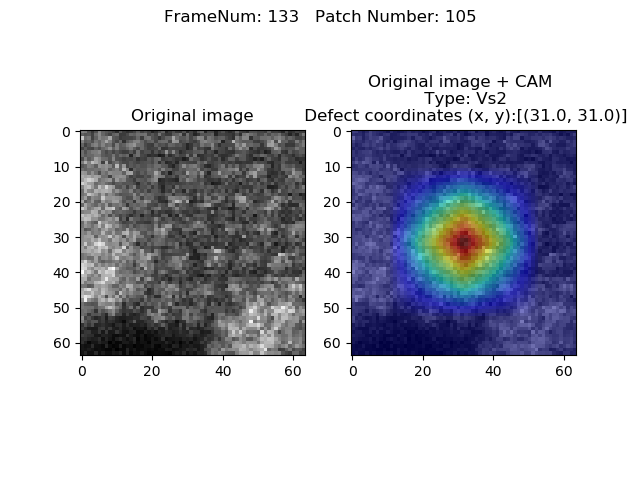 FrameNum: 133   Patch Number: 105
Original image
Original image + CAM
Type: Vs2
Defect coordinates (x, y):[(31.0, 31.0)]
0
10
20
30
40
50
60
0 20 40 60
0
10
20
30
40
50
60
0 20 40 60